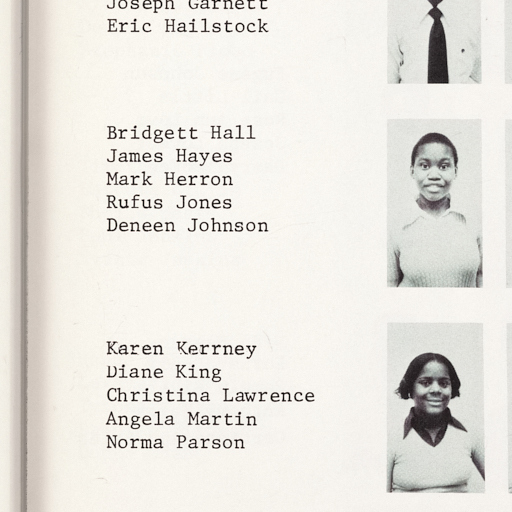 Joseph Garnett
Eric Hailstock
Bridgett Hall
James Hayes
Mark Herron
Rufus Jones
Deneen Johnson
Karen Kerrney
Diane King
Christina Lawrence
Angela Martin
Norma Parson